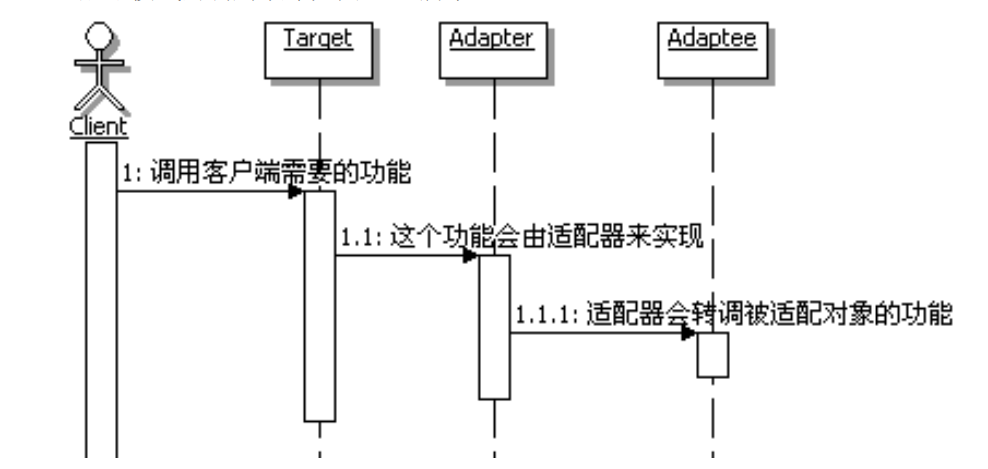 Target
Adapter
Adaptee
Client
1: 调用客户端需要的功能
1.1: 这个功能会由适配器来实现
1.1.1: 适配器会转调被适配对象的功能